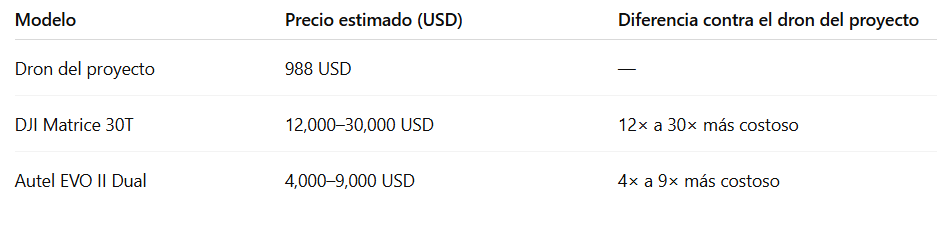 Modelo Precio estimado (USD) Diferencia contra el dron del proyecto
Dron del proyecto 988 USD —
DJI Matrice 30T 12,000–30,000 USD 12× a 30× más costoso
Autel EVO II Dual 4,000–9,000 USD 4× a 9× más costoso